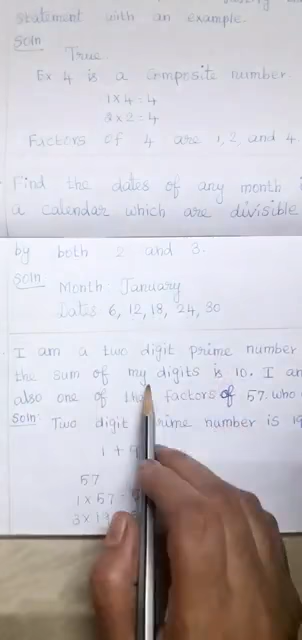 statement with an example.
Soln
True
Ex 4 is a composite number.
1 x 4 = 4
2 x 2 = 4
Factors of 4 are 1, 2, and 4
Find the dates of any month
a calendar which are divisible
by both 2 and 3.
Soln
Month January
Dates 6, 12, 18, 24, 30
I am a two digit prime number
the sum of my digits is 10. I am
also one of the factors of 57. who
Soln: Two digit prime number is 19
1 + 9
57
1 x 57 =
3 x 19